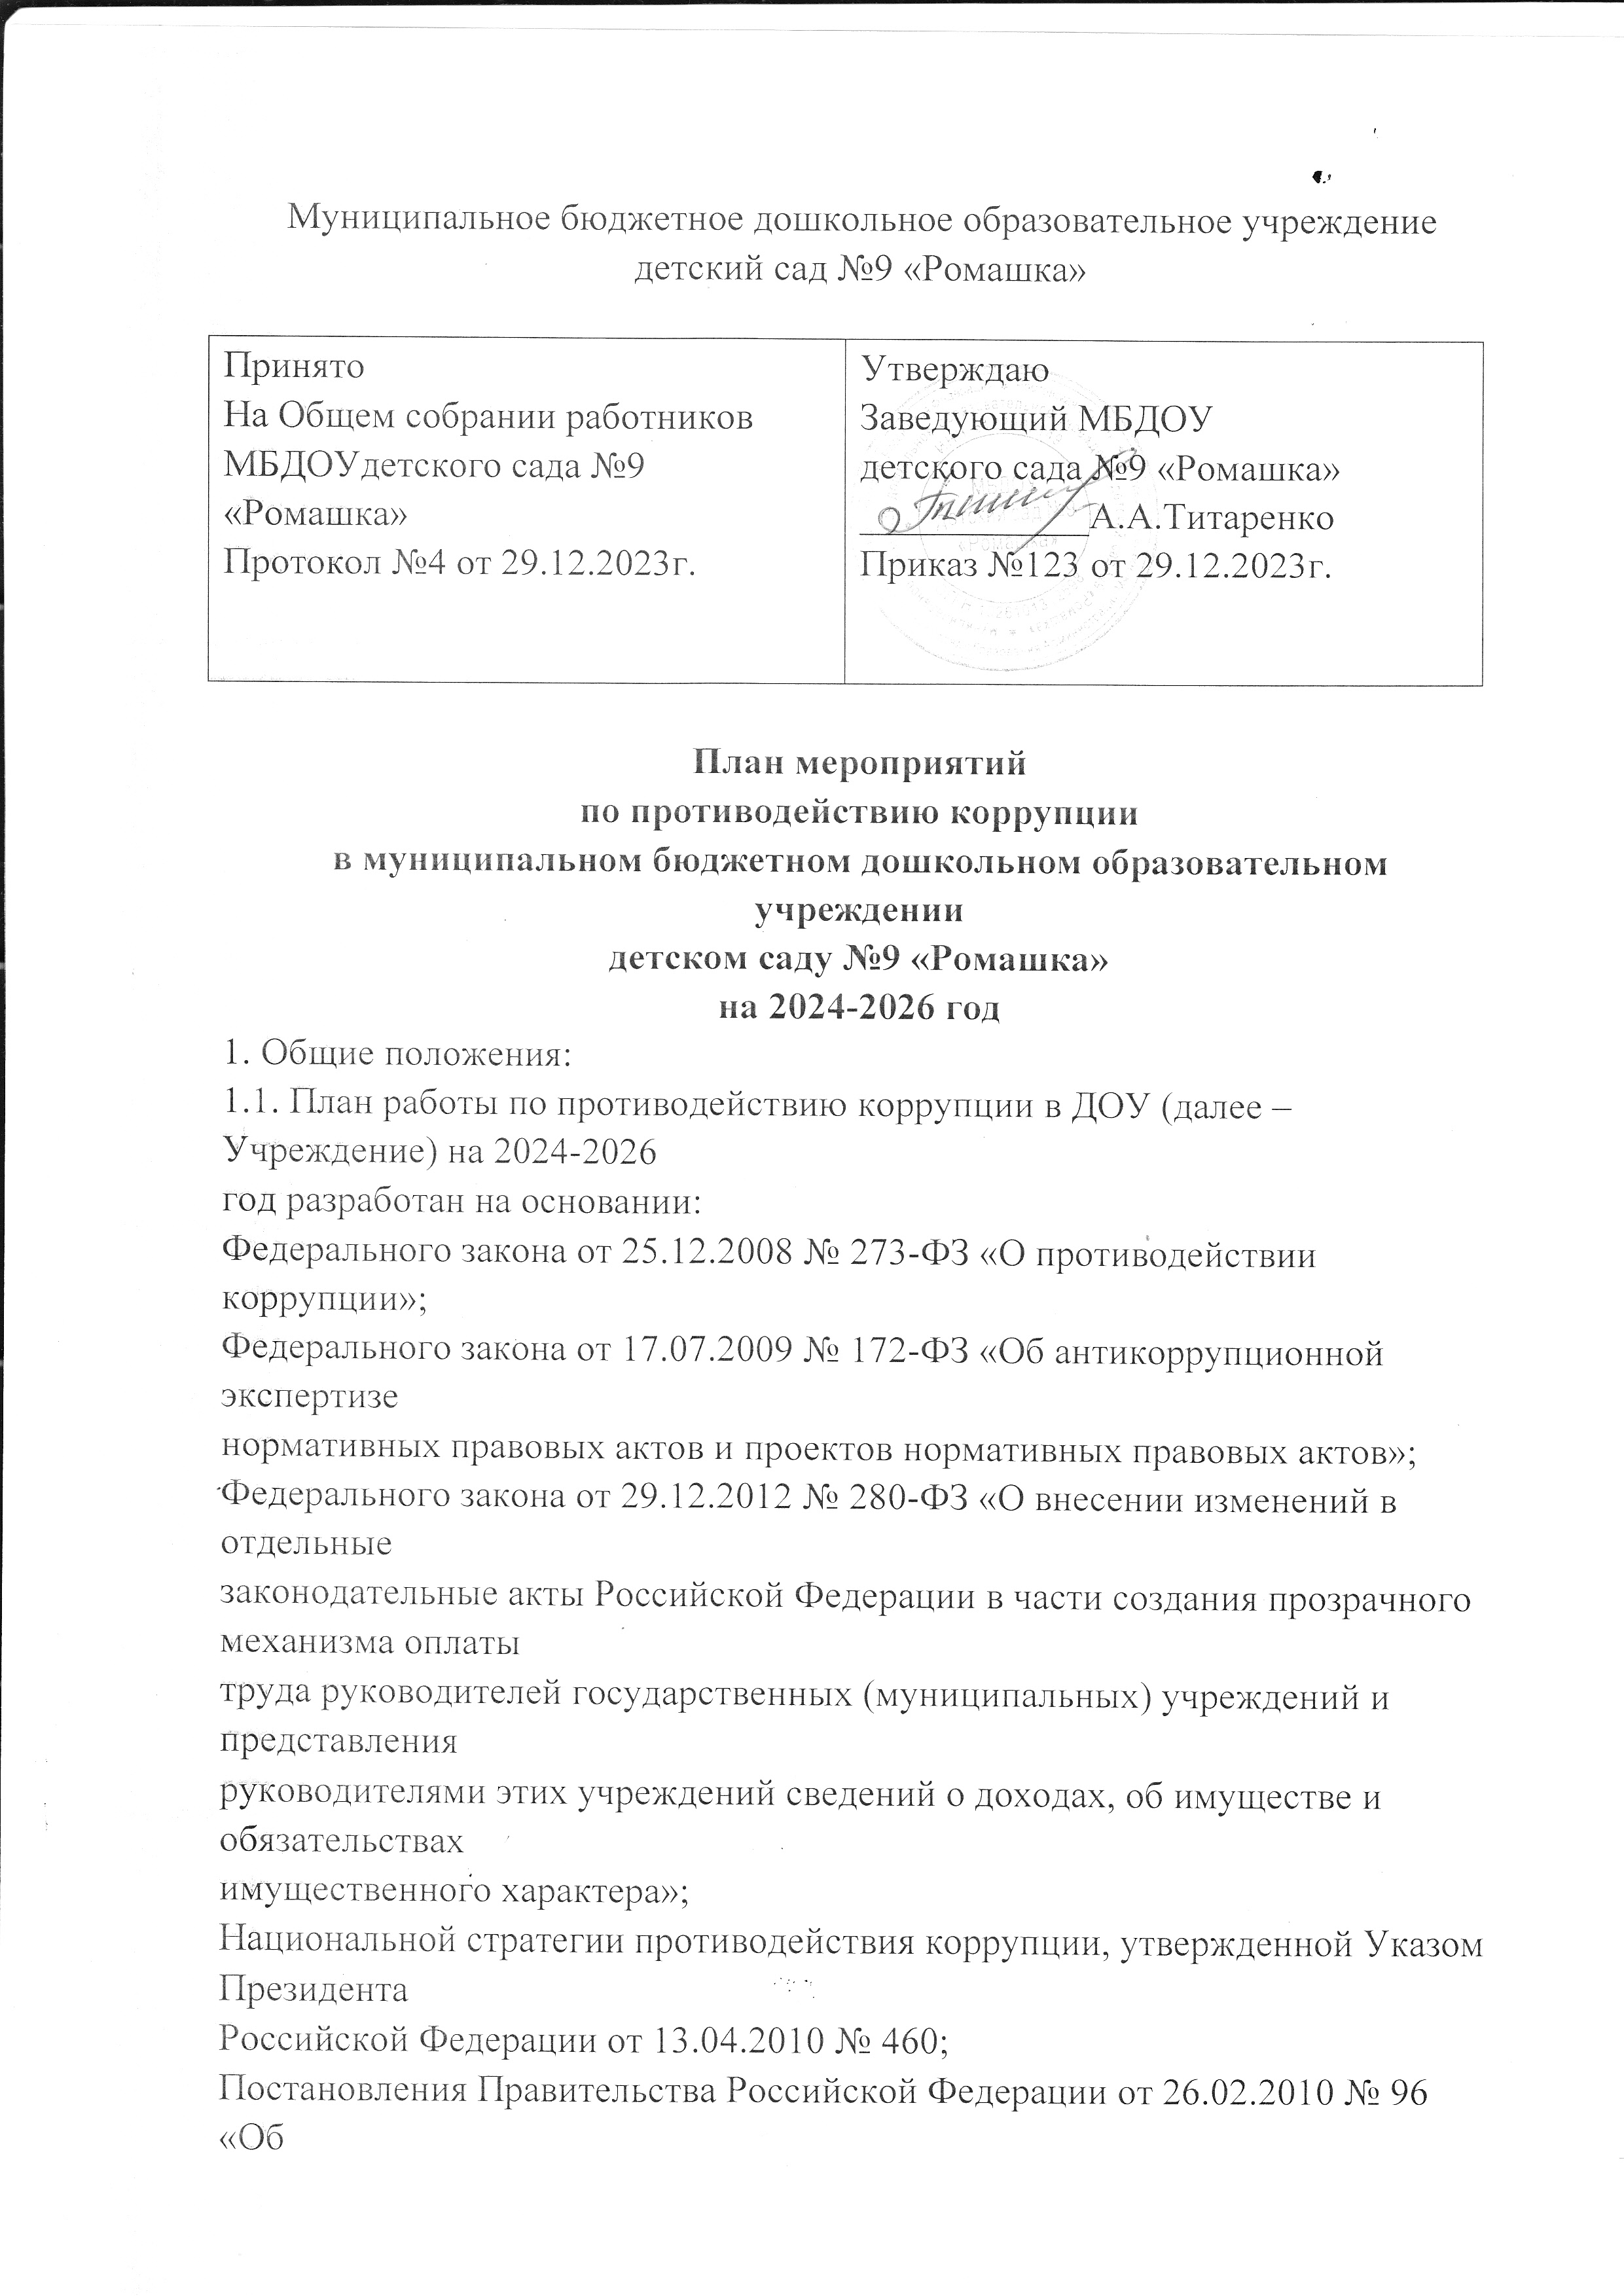 Муниципальное бюджетное дошкольное образовательное учреждение
детский сад №9 «Ромашка»
Принято
На Общем собрании работников
МБДОУдетского сада №9
«Ромашка»
Протокол №4 от 29.12.2023г.
Утверждаю
Заведующий МБДОУ
детского сада №9 «Ромашка»
А.А.Титаренко
Приказ №123 от 29.12.2023г.
План мероприятий
по противодействию коррупции
в муниципальном бюджетном дошкольном образовательном
учреждении
детском саду №9 «Ромашка»
на 2024-2026 год
1. Общие положения:
1.1. План работы по противодействию коррупции в ДОУ (далее –
Учреждение) на 2024-2026
год разработан на основании:
Федерального закона от 25.12.2008 № 273-ФЗ «О противодействии
коррупции»;
Федерального закона от 17.07.2009 № 172-ФЗ «Об антикоррупционной
экспертизе
нормативных правовых актов и проектов нормативных правовых актов»;
Федерального закона от 29.12.2012 № 280-ФЗ «О внесении изменений в
отдельные
законодательные акты Российской Федерации в части создания прозрачного
механизма оплаты
труда руководителей государственных (муниципальных) учреждений и
представления
руководителями этих учреждений сведений о доходах, об имуществе и
обязательствах
имущественного характера»;
Национальной стратегии противодействия коррупции, утвержденной Указом
Президента
Российской Федерации от 13.04.2010 № 460;
Постановления Правительства Российской Федерации от 26.02.2010 № 96
«Об